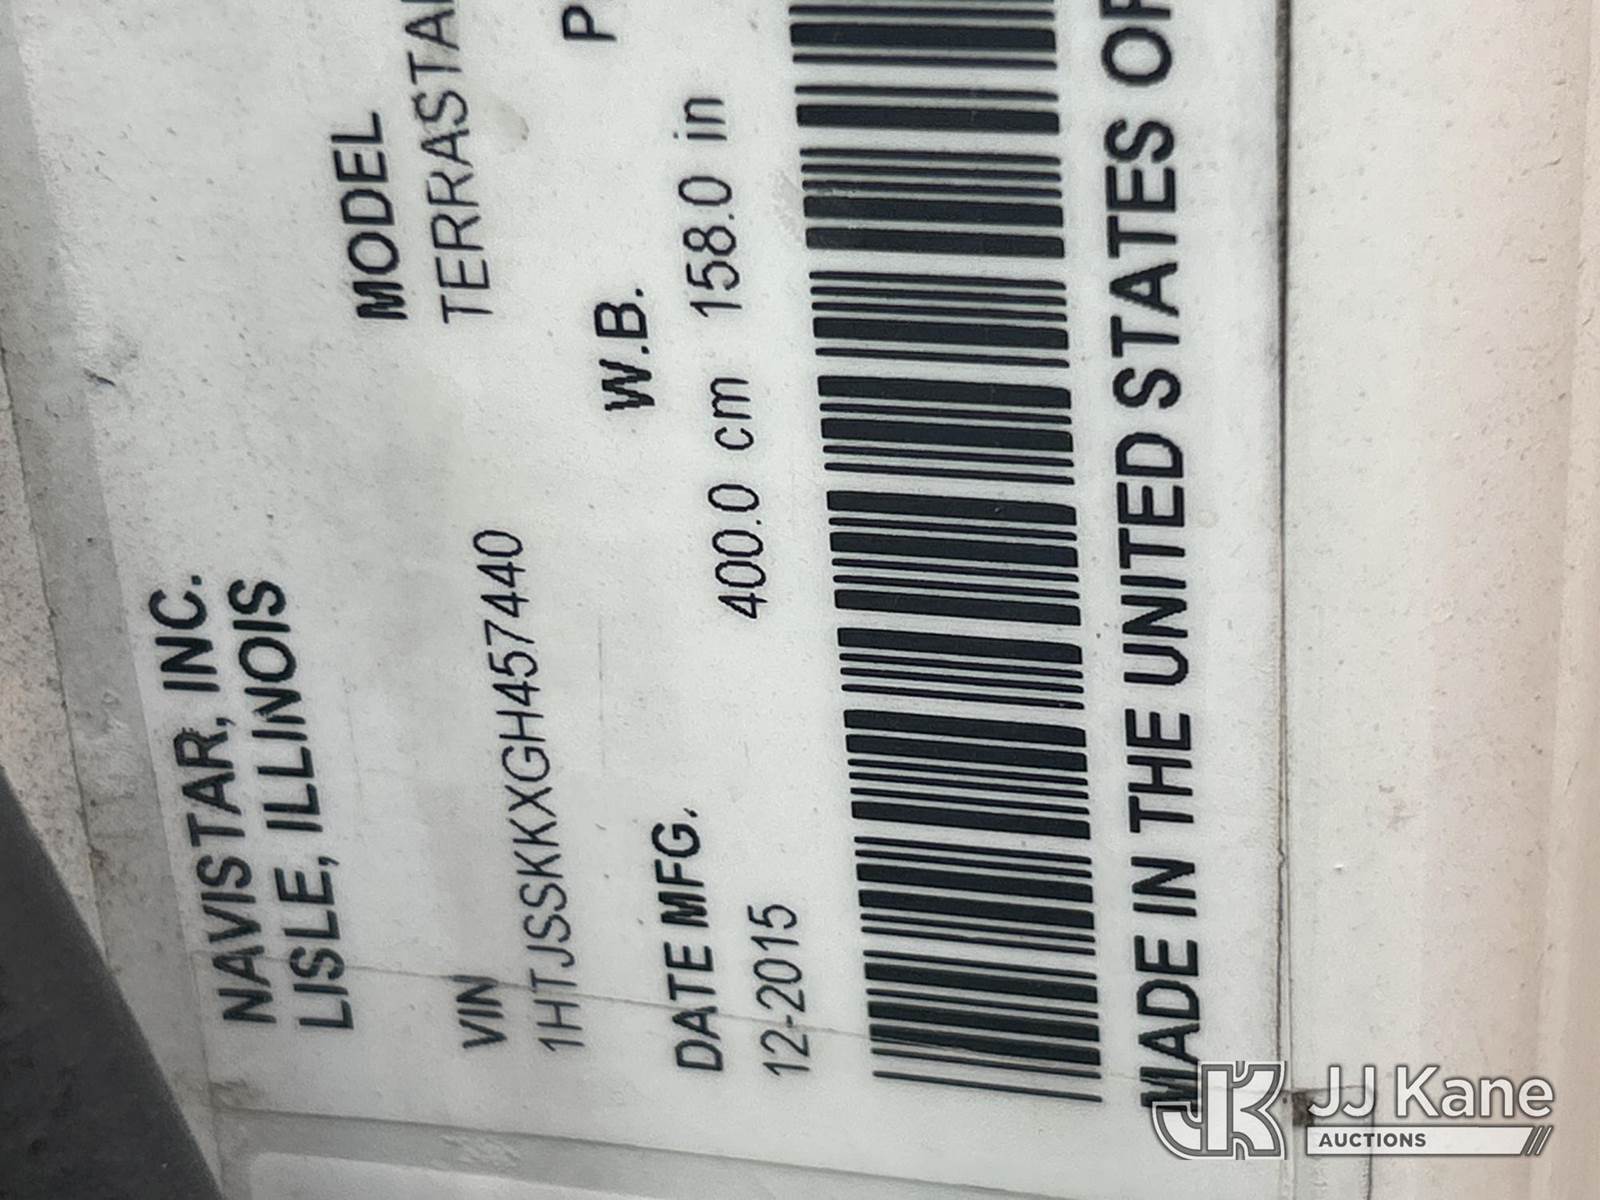 NAVISTAR, INC.
LISLE, ILLINOIS
VIN
1HTJSSKKXGH457440
MODEL
TERRASTAR
DATE MFG.
12-2015
W.B.
400.0 cm 158.0 in
P
MADE IN THE UNITED STATES OF
JK
JJ Kane
AUCTIONS